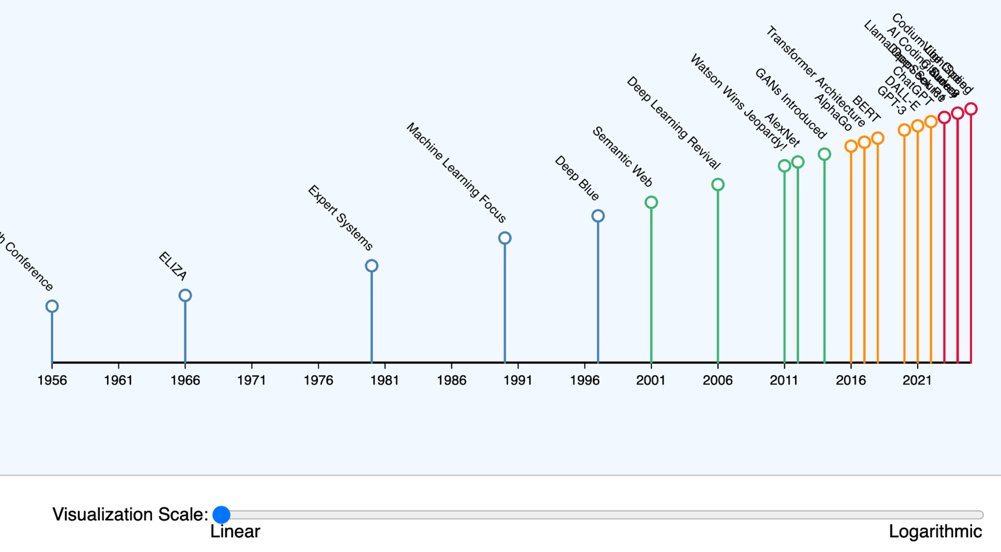 h Conference
ELIZA
Expert Systems
Machine Learning Focus
Deep Blue
Semantic Web
Deep Learning Revival
Watson Wins Jeopardy!
AlexNet
GANs Introduced
AlphaGo
Transformer Architecture
BERT
GPT-3
DALL-E
ChatGPT
1956
1961
1966
1971
1976
1981
1986
1991
1996
2001
2006
2011
2016
2021
Visualization Scale:
Linear
Logarithmic